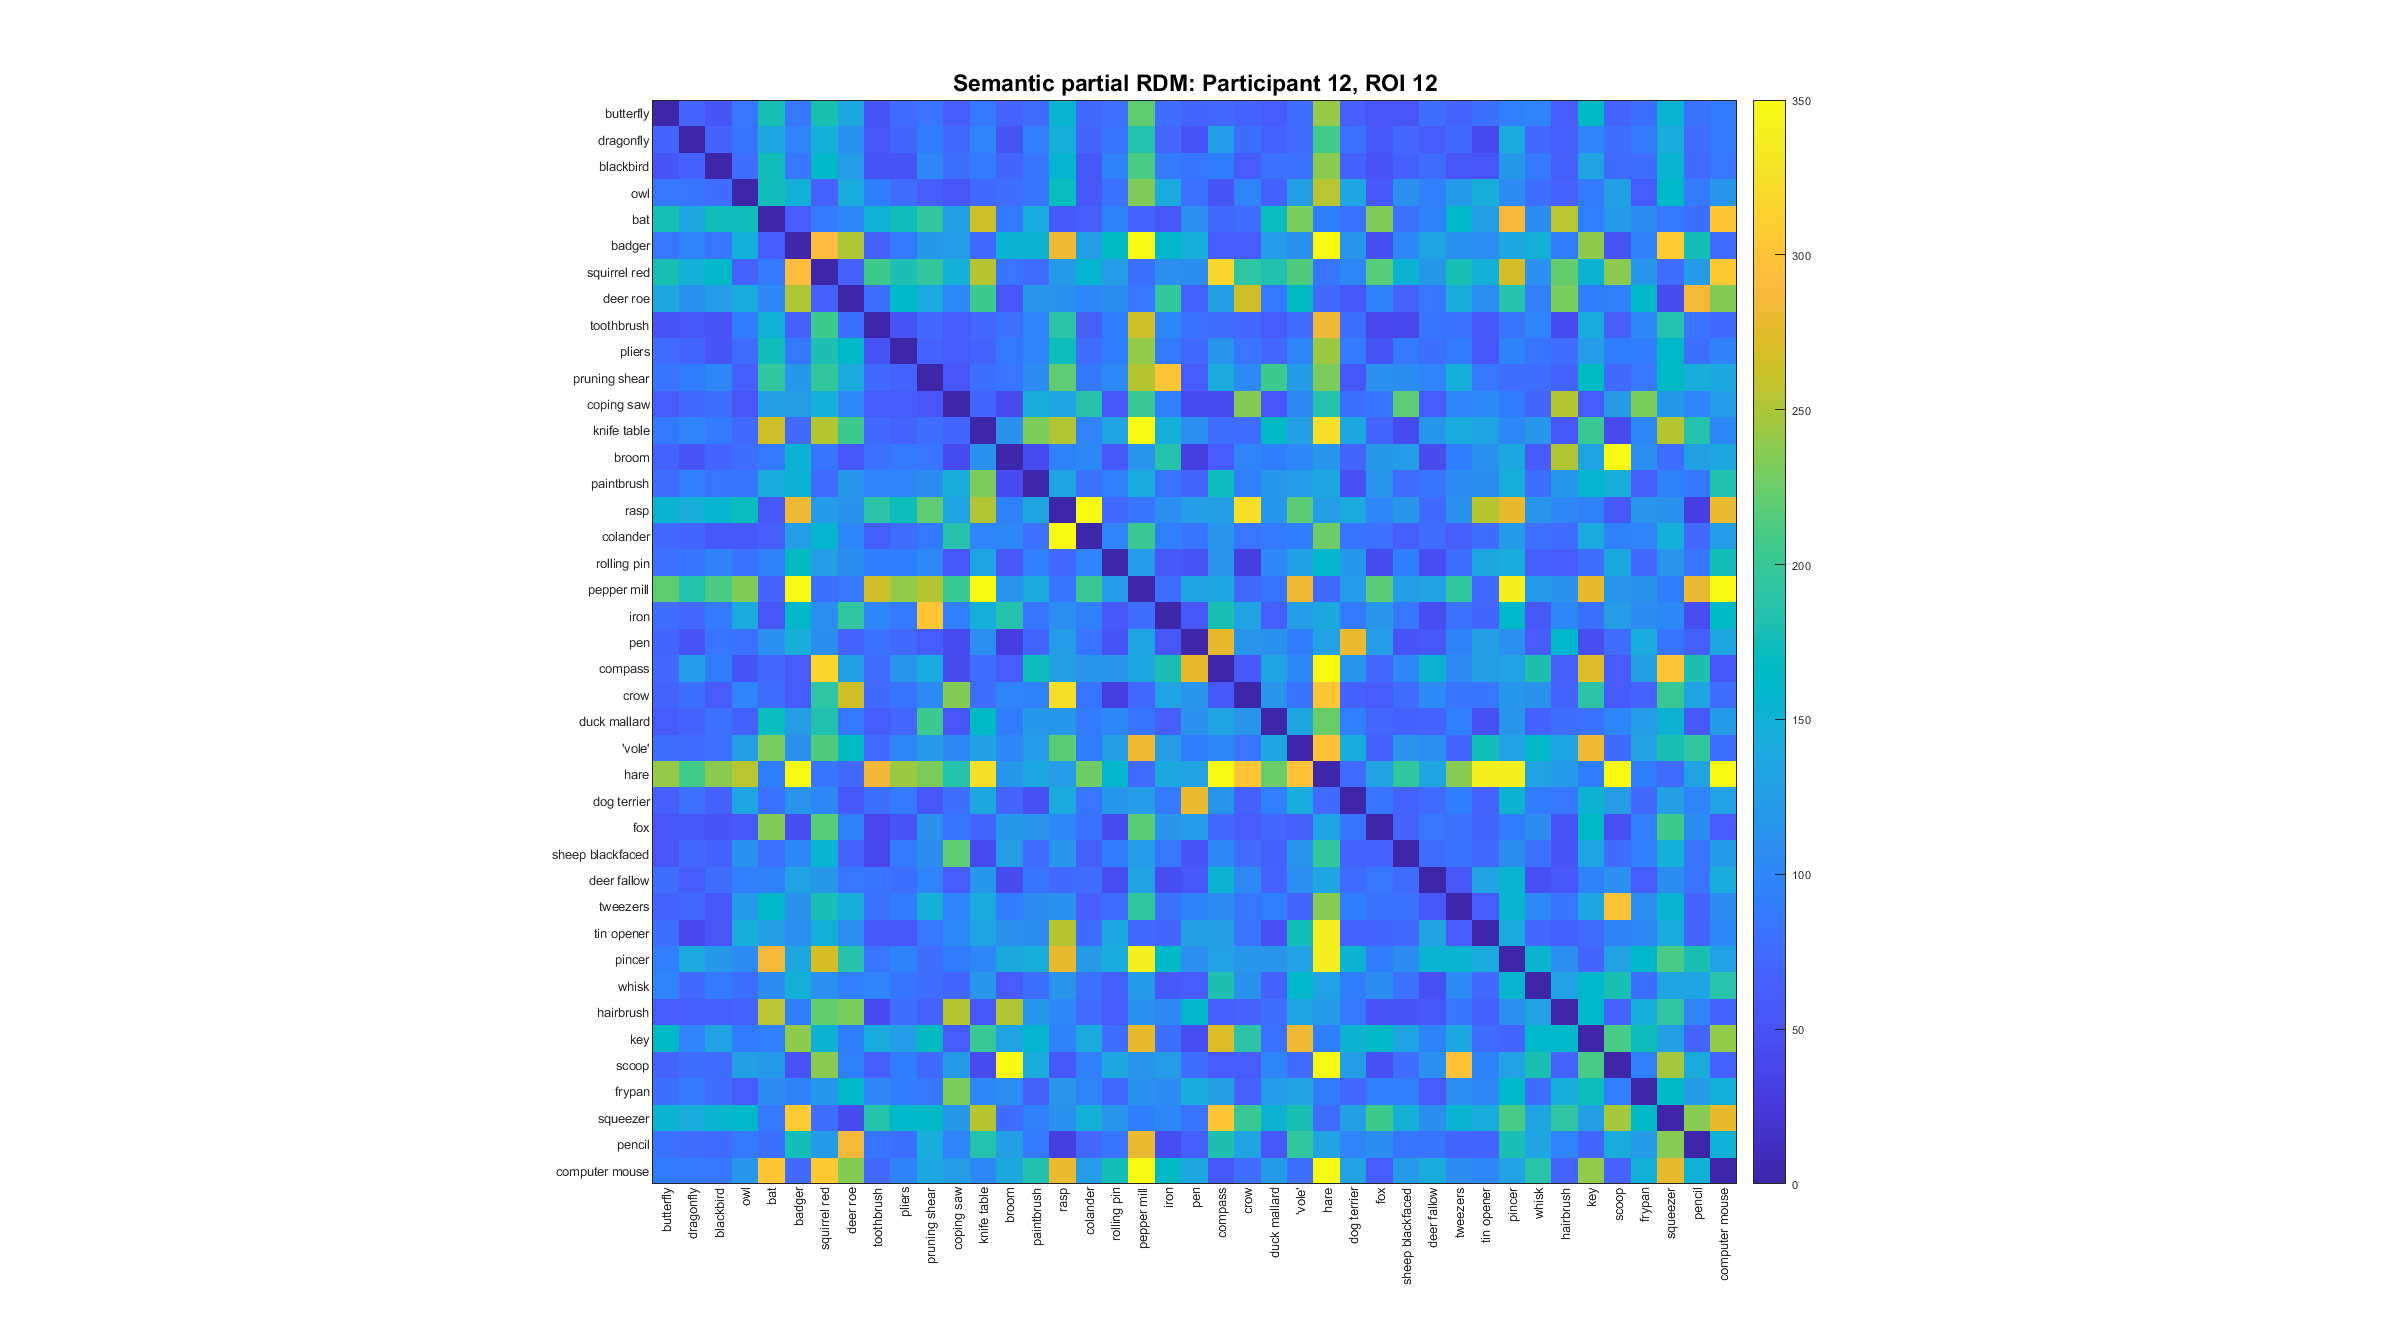 Semantic partial RDM: Participant 12, ROI 12
butterfly
dragonfly
blackbird
owl
bat
badger
squirrel red
deer roe
toothbrush
pliers
pruning shear
coping saw
knife table
broom
paintbrush
rasp
colander
rolling pin
pepper mill
iron
pen
compass
crow
duck mallard
'vole'
hare
dog terrier
fox
sheep blackfaced
deer fallow
tweezers
tin opener
pincer
whisk
hairbrush
key
scoop
frypan
squeezer
pencil
computer mouse
butterfly
dragonfly
blackbird
owl
bat
badger
squirrel red
deer roe
toothbrush
pliers
pruning shear
coping saw
knife table
broom
paintbrush
rasp
colander
rolling pin
pepper mill
iron
pen
compass
crow
duck mallard
'vole'
hare
dog terrier
fox
sheep blackfaced
deer fallow
tweezers
tin opener
pincer
whisk
hairbrush
key
scoop
frypan
squeezer
pencil
computer mouse
350
300
250
200
150
100
50
0